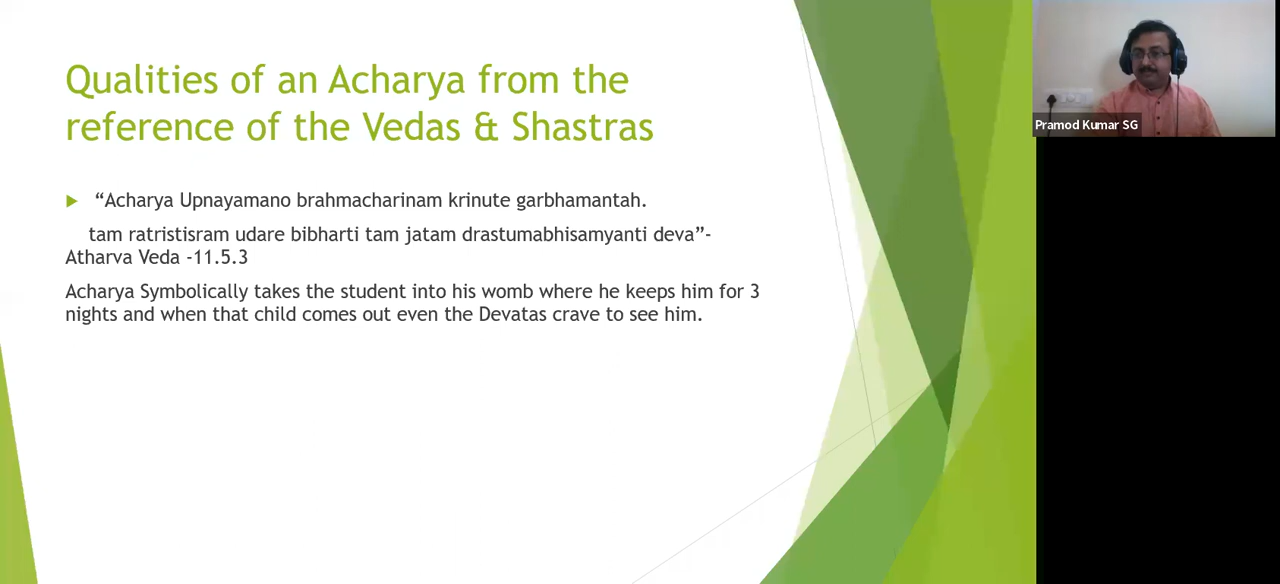 Qualities of an Acharya from the
reference of the Vedas & Shastras
“Acharya Upnayamano brahmacharinam krinute garbhamantah.
tam ratristisram udare bibharti tam jatam drastumabhisamyanti deva”-
Atharva Veda -11.5.3
Acharya Symbolically takes the student into his womb where he keeps him for 3
nights and when that child comes out even the Devatas crave to see him.
Pramod Kumar SG